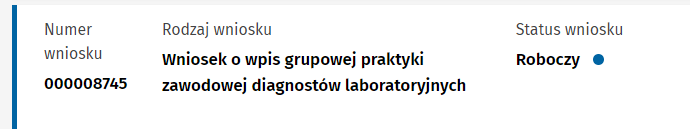 Numer
wniosku
000008745
Rodzaj wniosku
Wniosek o wpis grupowej praktyki
zawodowej diagnostów laboratoryjnych
Status wniosku
Roboczy